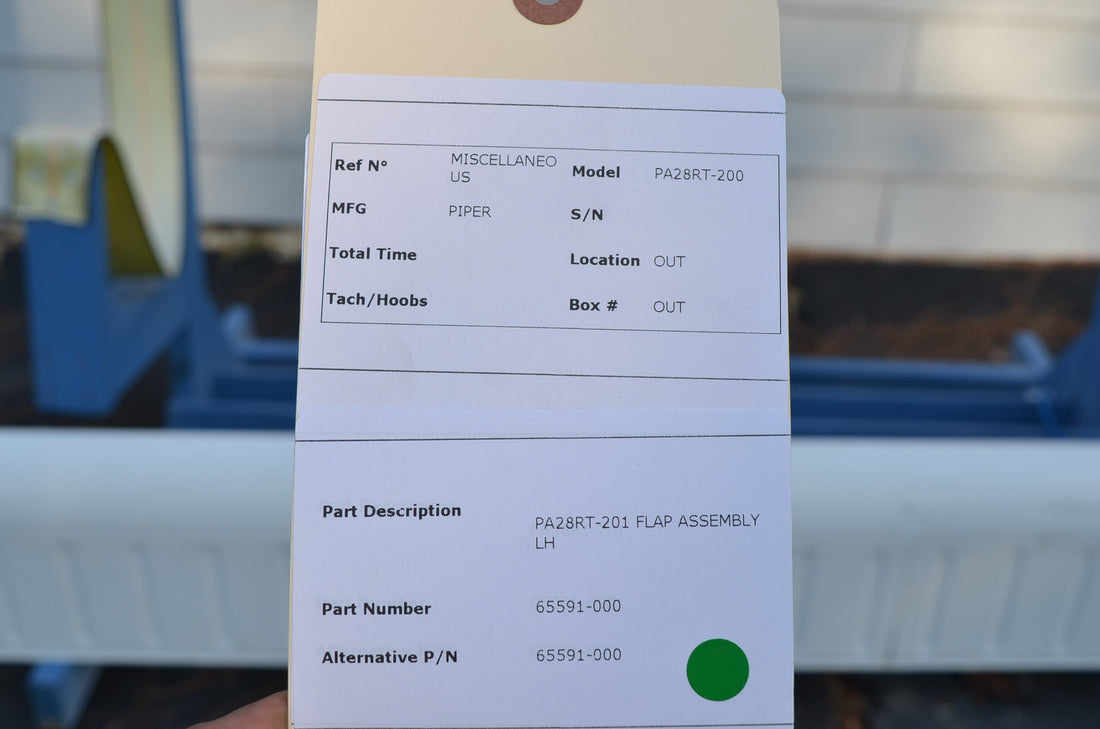 Ref N° MISCELLANEO Model PA28RT-200
US
MFG PIPER S/N
Total Time Location OUT
Tach/Hoobs Box # OUT
Part Description PA28RT-201 FLAP ASSEMBLY
LH
Part Number 65591-000
Alternative P/N 65591-000